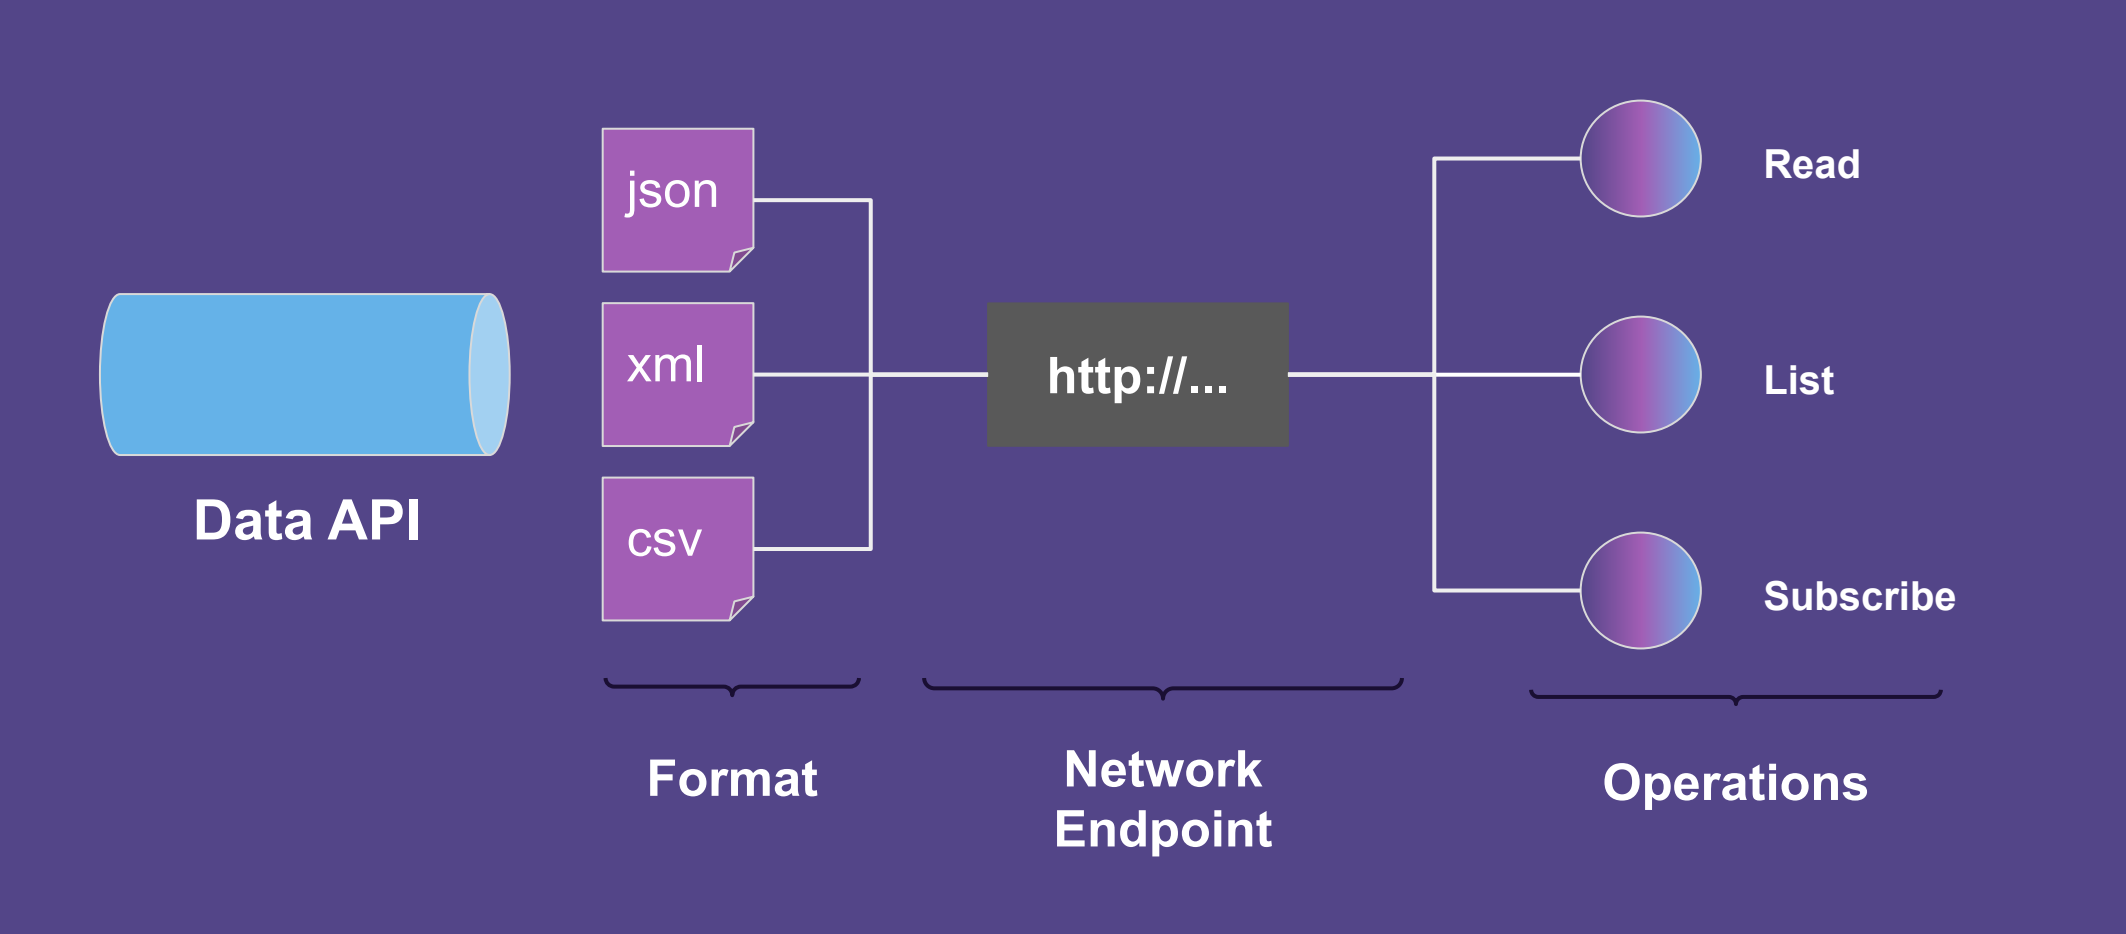 json
xml
csv
Data API
http://...
Read
List
Subscribe
Format
Network
Endpoint
Operations